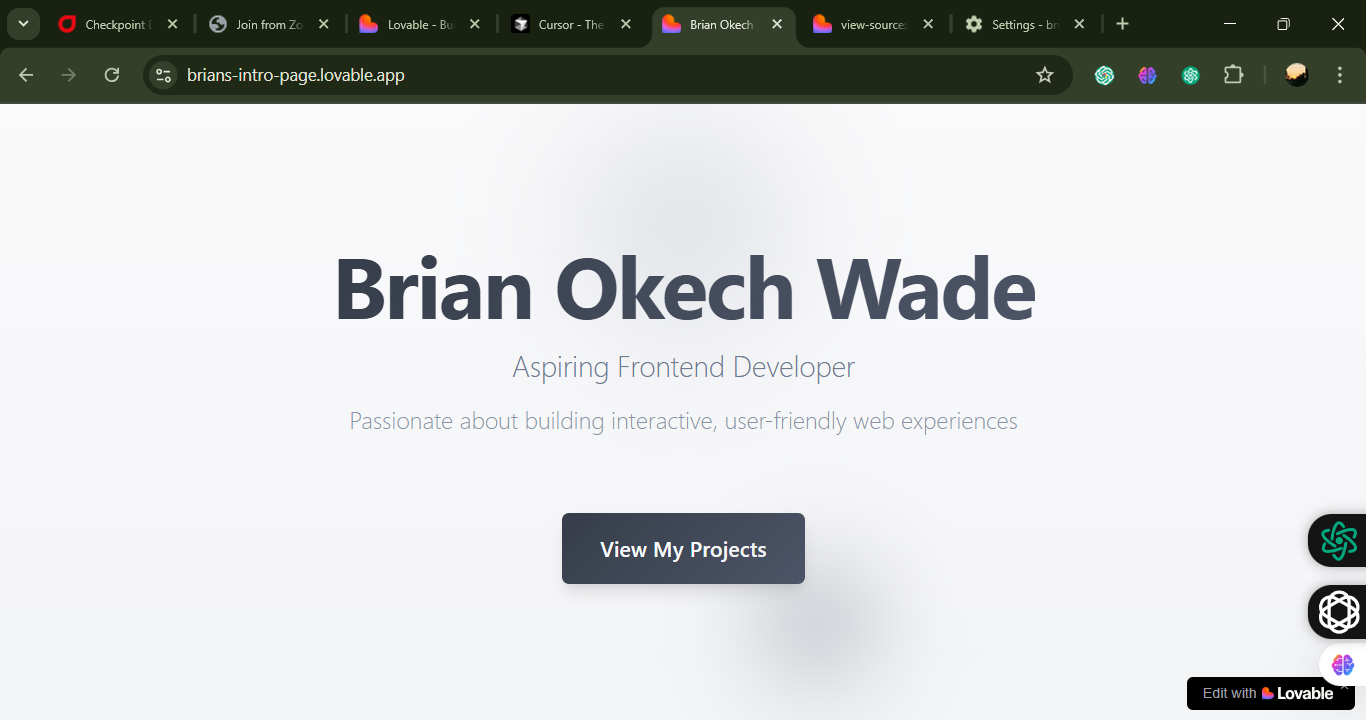 Checkpoint
Join from Zo
Lovable - Bu
Cursor - The
Brian Okech
view-source:
Settings - br
brians-intro-page.lovable.app
Brian Okech Wade
Aspiring Frontend Developer
Passionate about building interactive, user-friendly web experiences
View My Projects
Edit with Lovable